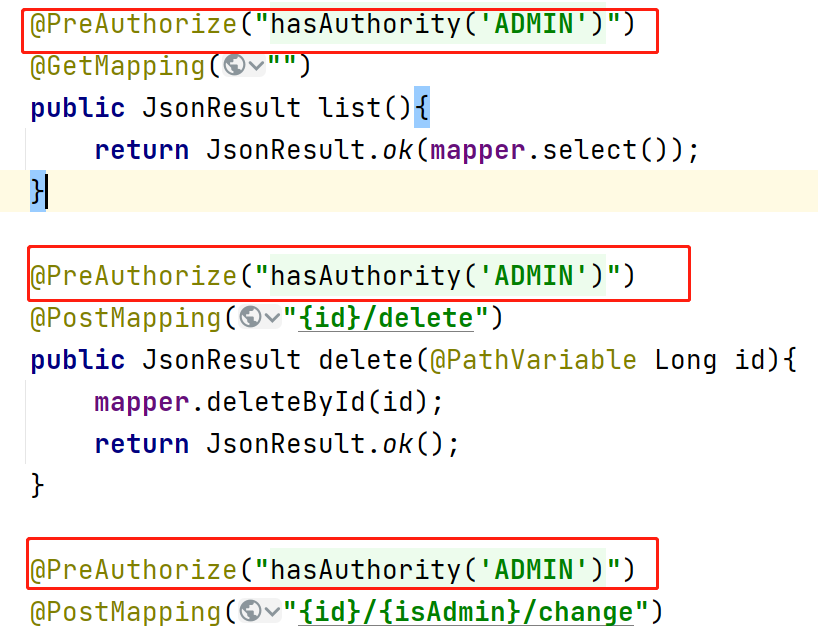 @PreAuthorize("hasAuthority('ADMIN')")
@GetMapping("")
public JsonResult list(){
return JsonResult.ok(mapper.select());
}
@PreAuthorize("hasAuthority('ADMIN')")
@PostMapping("{id}/delete")
public JsonResult delete(@PathVariable Long id){
mapper.deleteById(id);
return JsonResult.ok();
}
@PreAuthorize("hasAuthority('ADMIN')")
@PostMapping("{id}/{isAdmin}/change")